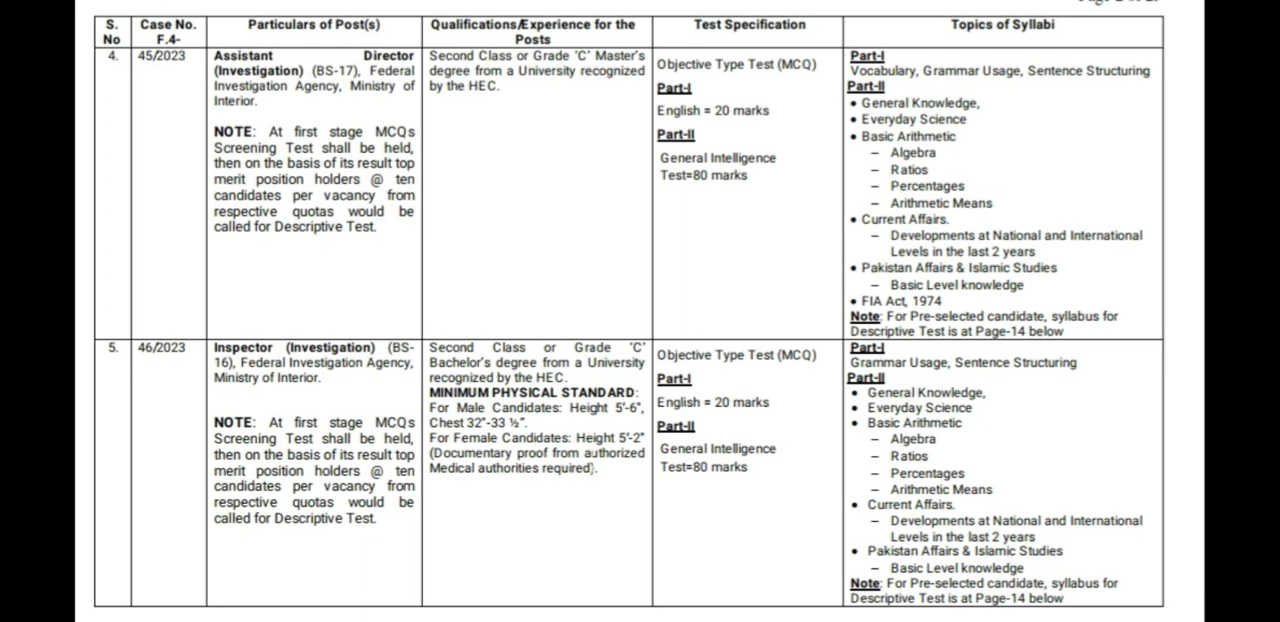 S. No
Case No. F.4-
Particulars of Post(s)
Qualifications/Experience for the Posts
Test Specification
Topics of Syllabi
4.
45/2023
Assistant Director
(Investigation) (BS-17), Federal
Investigation Agency, Ministry of
Interior.
NOTE: At first stage MCQs
Screening Test shall be held,
then on the basis of its result top
merit position holders @ ten
candidates per vacancy from
respective quotas would be
called for Descriptive Test.
Second Class or Grade 'C' Master's
degree from a University recognized
by the HEC.
Objective Type Test (MCQ)
Part-I
English = 20 marks
Part-II
General Intelligence
Test=80 marks
Part-I
Vocabulary, Grammar Usage, Sentence Structuring
Part-II
• General Knowledge,
• Everyday Science
• Basic Arithmetic
– Algebra
– Ratios
– Percentages
– Arithmetic Means
• Current Affairs.
– Developments at National and International
Levels in the last 2 years
• Pakistan Affairs & Islamic Studies
– Basic Level knowledge
• FIA Act, 1974
Note: For Pre-selected candidate, syllabus for
Descriptive Test is at Page-14 below
5.
46/2023
Inspector (Investigation) (BS-
16), Federal Investigation Agency,
Ministry of Interior.
NOTE: At first stage MCQs
Screening Test shall be held,
then on the basis of its result top
merit position holders @ ten
candidates per vacancy from
respective quotas would be
called for Descriptive Test.
Second Class or Grade 'C'
Bachelor's degree from a University
recognized by the HEC.
MINIMUM PHYSICAL STANDARD:
For Male Candidates: Height 5'-6",
Chest 32"-33 ½".
For Female Candidates: Height 5'-2"
(Documentary proof from authorized
Medical authorities required).
Objective Type Test (MCQ)
Part-I
English = 20 marks
Part-II
General Intelligence
Test=80 marks
Part-I
Grammar Usage, Sentence Structuring
Part-II
• General Knowledge,
• Everyday Science
• Basic Arithmetic
– Algebra
– Ratios
– Percentages
– Arithmetic Means
• Current Affairs.
– Developments at National and International
Levels in the last 2 years
• Pakistan Affairs & Islamic Studies
– Basic Level knowledge
Note: For Pre-selected candidate, syllabus for
Descriptive Test is at Page-14 below